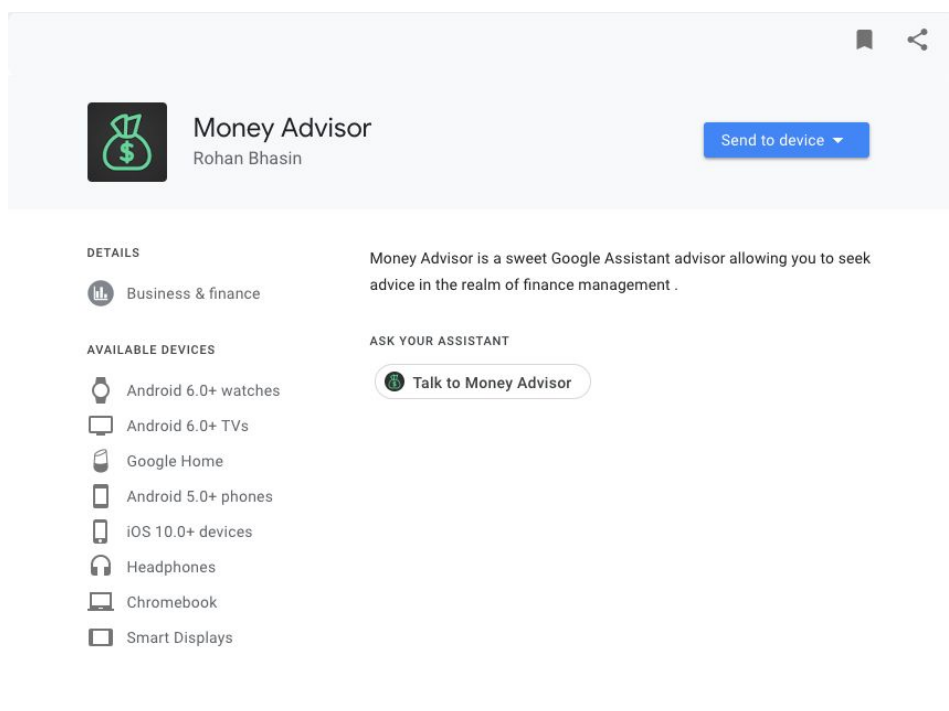 $
Money Advisor
Rohan Bhasin
Send to device
DETAILS
Business & finance
AVAILABLE DEVICES
Android 6.0+ watches
Android 6.0+ TVs
Google Home
Android 5.0+ phones
iOS 10.0+ devices
Headphones
Chromebook
Smart Displays
Money Advisor is a sweet Google Assistant advisor allowing you to seek
advice in the realm of finance management .
ASK YOUR ASSISTANT
Talk to Money Advisor